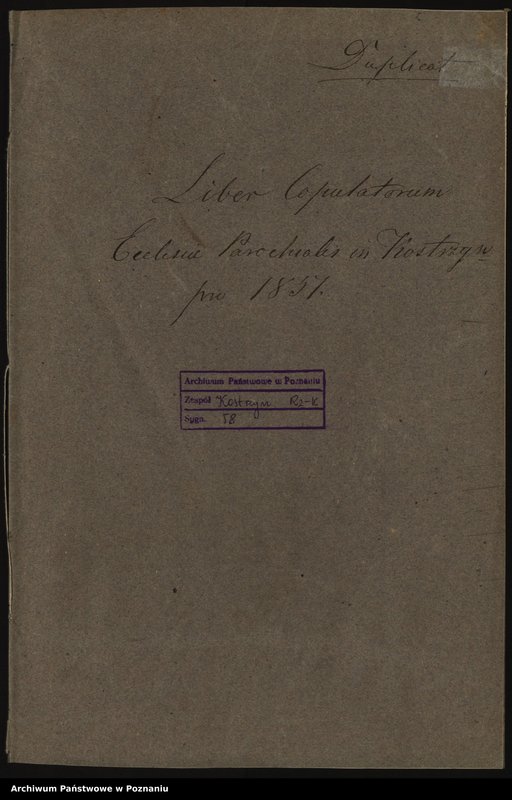 Duplicat
Liber Copulatorum
Ecclesiae Parochialis in Kostrzyn
pro 1851.
Archiwum Państwowe w Poznaniu
Zespół Kostrzyn Rz-K
Sygn. 58
Archiwum Państwowe w Poznaniu